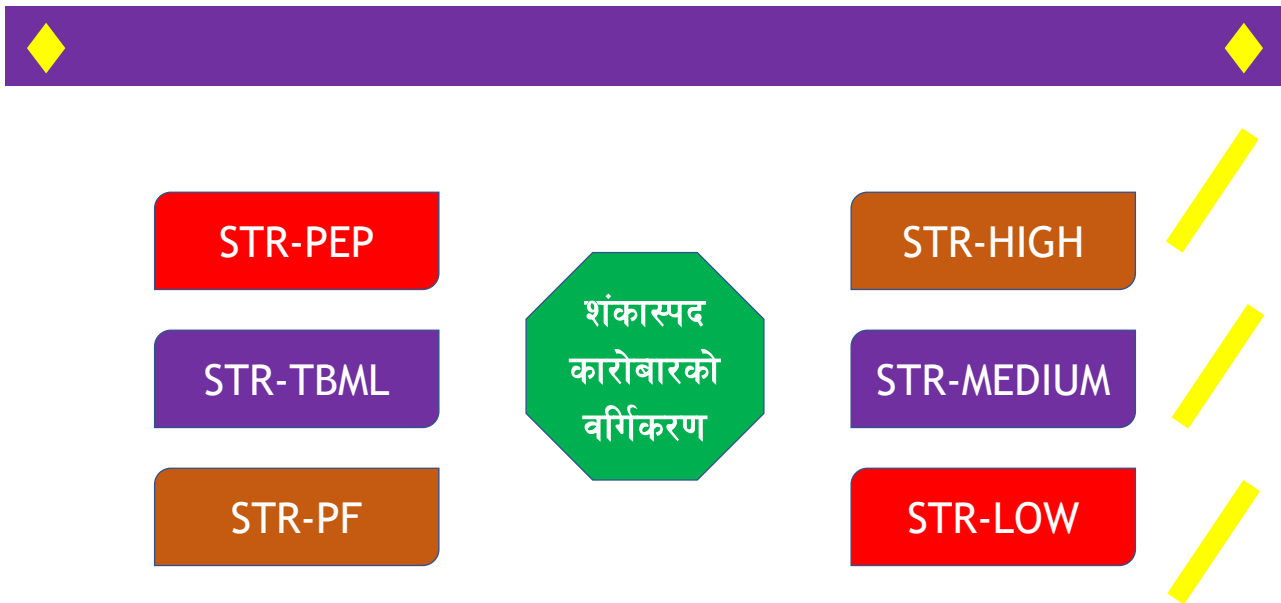 STR-PEP
STR-TBML
STR-PF
शंकास्पद
कारोबारको
वर्गिकरण
STR-HIGH
STR-MEDIUM
STR-LOW